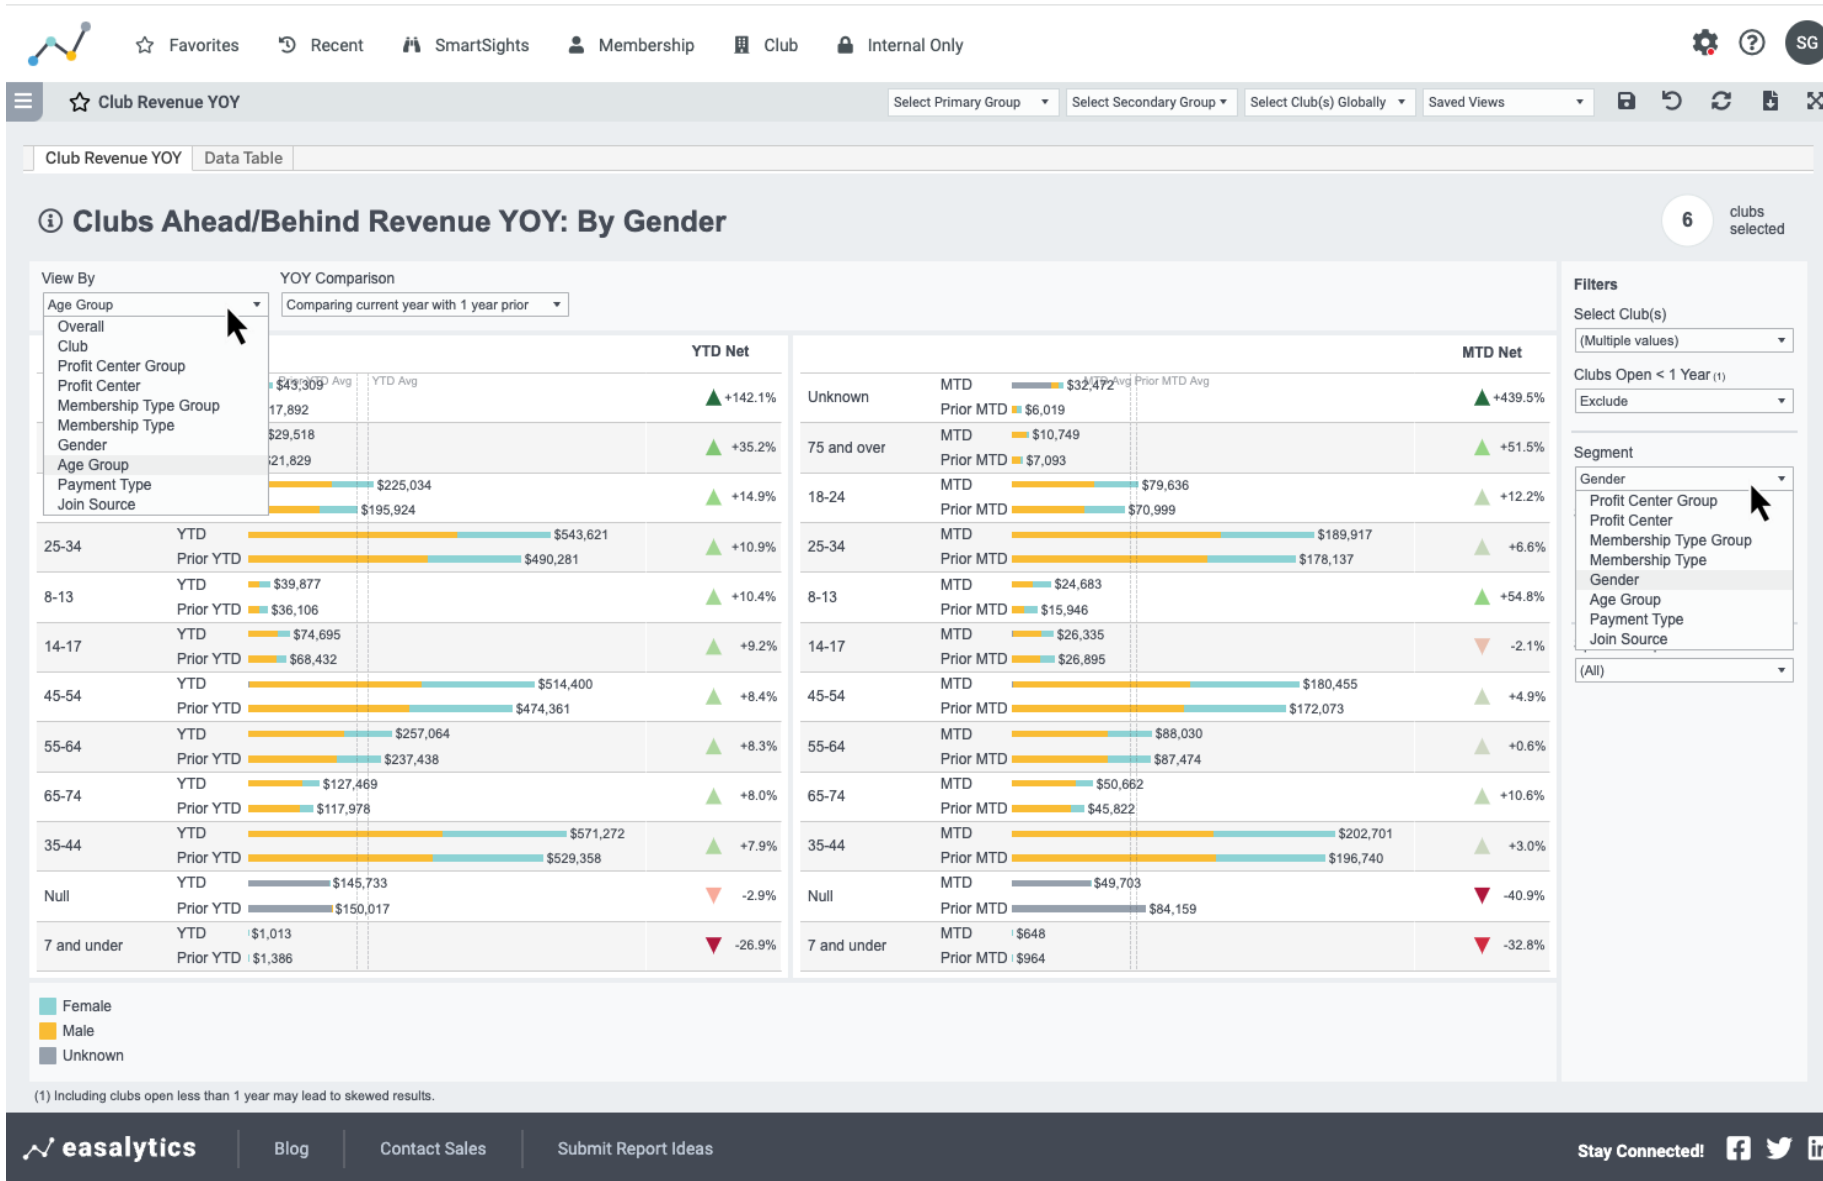 Favorites Recent SmartSights Membership Club Internal Only SG
Club Revenue YOY Select Primary Group Select Secondary Group Select Club(s) Globally Saved Views
Club Revenue YOY Data Table
Clubs Ahead/Behind Revenue YOY: By Gender
6 clubs selected
View By
Age Group
Overall
Club
Profit Center Group
Profit Center
Membership Type Group
Membership Type
Gender
Age Group
Payment Type
Join Source
YOY Comparison
Comparing current year with 1 year prior
YTD Net
YTD Avg
$43,309 +142.1%
17,892
$29,518 +35.2%
$21,829
$225,034 +14.9%
$195,924
25-34 YTD $543,621 +10.9%
Prior YTD $490,281
8-13 YTD $39,877 +10.4%
Prior YTD $36,106
14-17 YTD $74,695 +9.2%
Prior YTD $68,432
45-54 YTD $514,400 +8.4%
Prior YTD $474,361
55-64 YTD $257,064 +8.3%
Prior YTD $237,438
65-74 YTD $127,469 +8.0%
Prior YTD $117,978
35-44 YTD $571,272 +7.9%
Prior YTD $529,358
Null YTD $145,733 -2.9%
Prior YTD $150,017
7 and under YTD $1,013 -26.9%
Prior YTD $1,386
MTD Net
MTD Avg Prior MTD Avg
Unknown MTD $32,472 +439.5%
Prior MTD $6,019
75 and over MTD $10,749 +51.5%
Prior MTD $7,093
18-24 MTD $79,636 +12.2%
Prior MTD $70,999
25-34 MTD $189,917 +6.6%
Prior MTD $178,137
8-13 MTD $24,683 +54.8%
Prior MTD $15,946
14-17 MTD $26,335 -2.1%
Prior MTD $26,895
45-54 MTD $180,455 +4.9%
Prior MTD $172,073
55-64 MTD $88,030 +0.6%
Prior MTD $87,474
65-74 MTD $50,662 +10.6%
Prior MTD $45,822
35-44 MTD $202,701 +3.0%
Prior MTD $196,740
Null MTD $49,703 -40.9%
Prior MTD $84,159
7 and under MTD $648 -32.8%
Prior MTD $964
Filters
Select Club(s)
(Multiple values)
Clubs Open < 1 Year (1)
Exclude
Segment
Gender
Profit Center Group
Profit Center
Membership Type Group
Membership Type
Gender
Age Group
Payment Type
Join Source
(All)
Female
Male
Unknown
(1) Including clubs open less than 1 year may lead to skewed results.
easalytics Blog Contact Sales Submit Report Ideas Stay Connected!